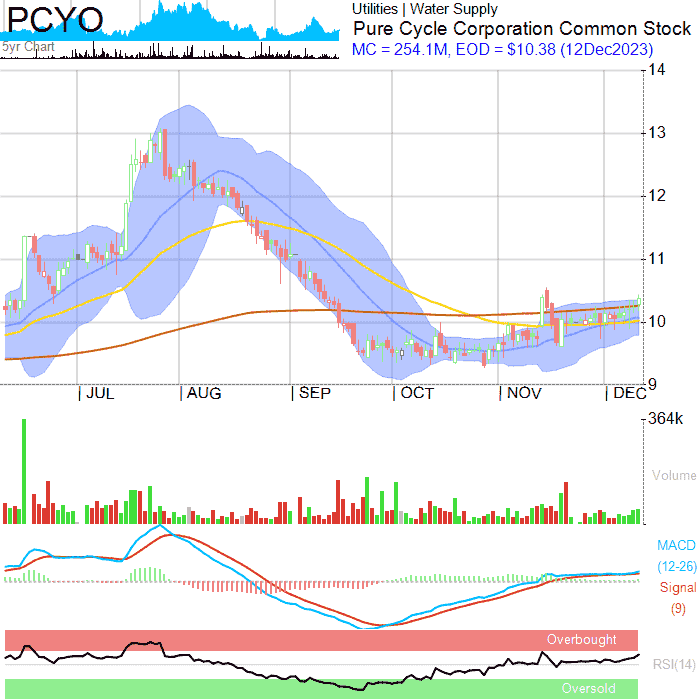 PCYO
5yr Chart
Utilities | Water Supply
Pure Cycle Corporation Common Stock
MC = 254.1M, EOD = $10.38 (12Dec2023)
14
13
12
11
10
9
JUL AUG SEP OCT NOV DEC
364k
Volume
MACD
(12-26)
Signal
(9)
Overbought
RSI(14)
Oversold